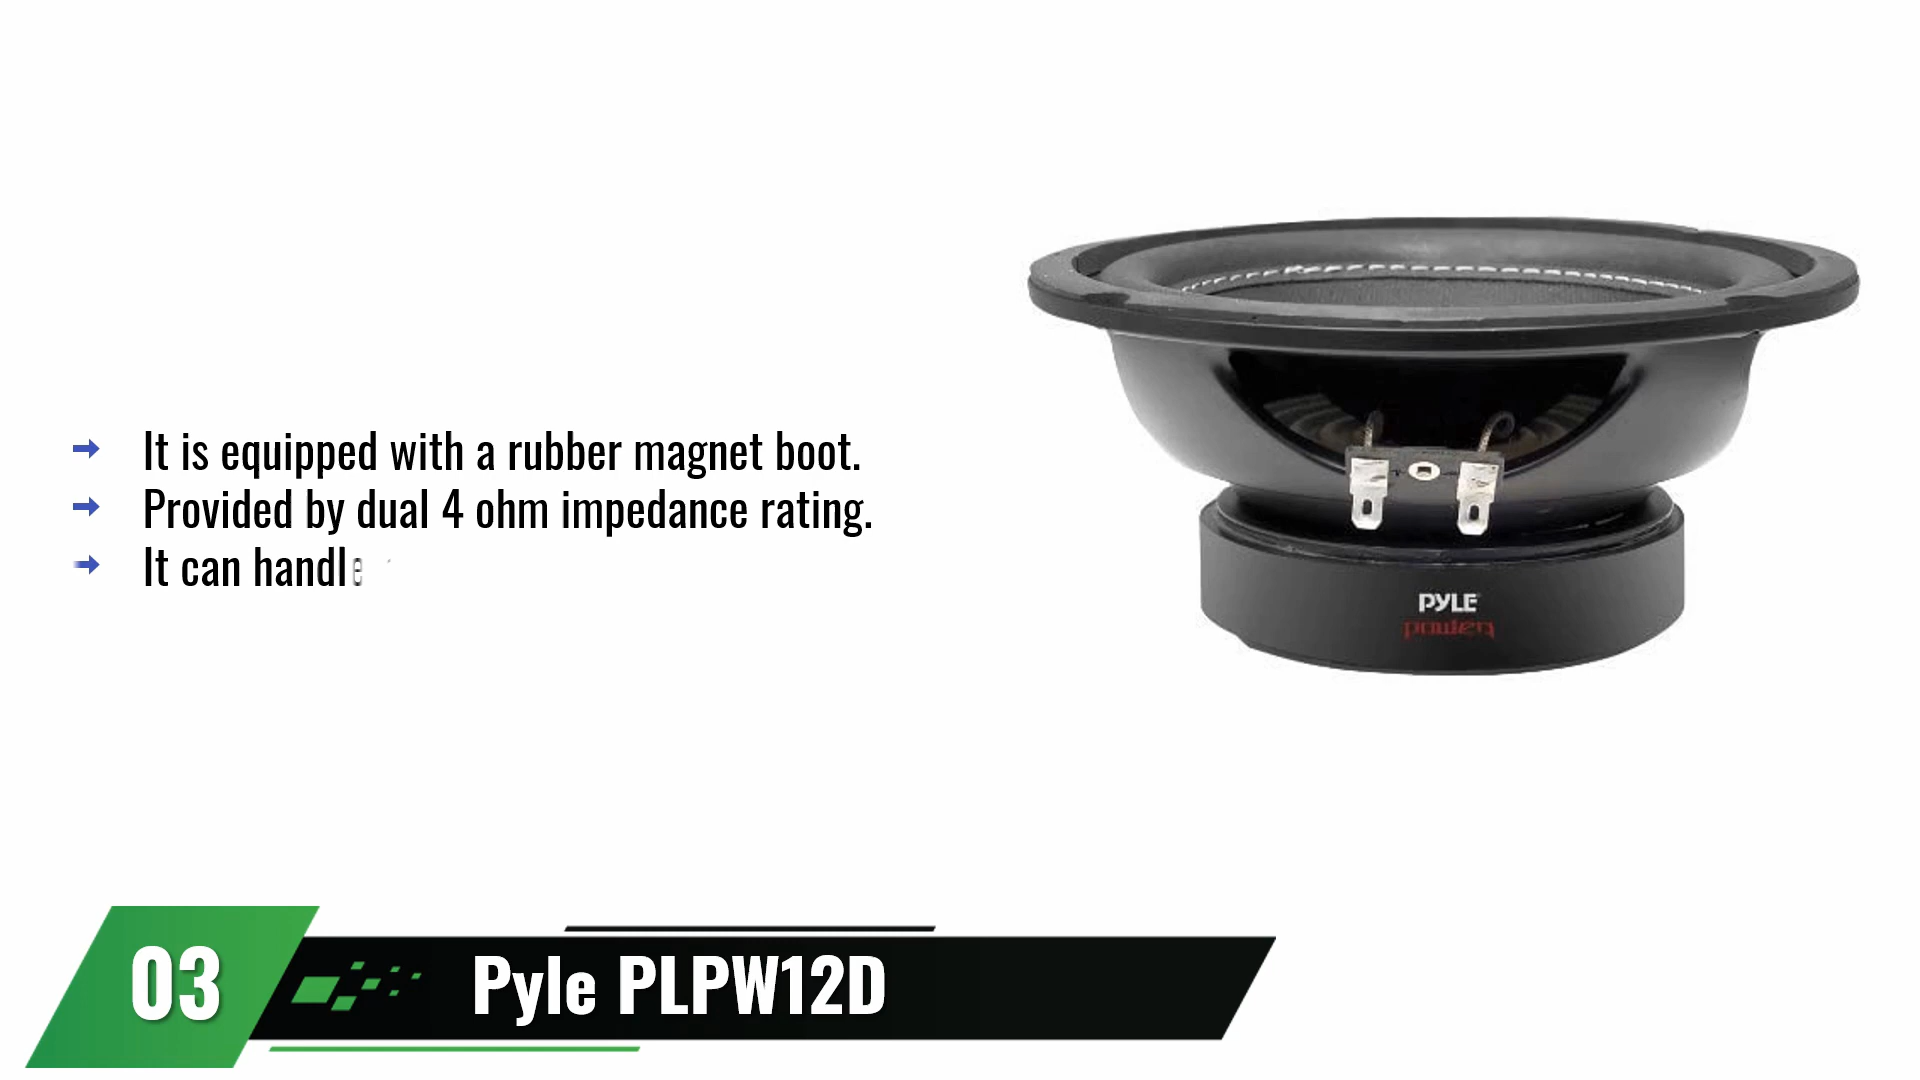 It is equipped with a rubber magnet boot.
Provided by dual 4 ohm impedance rating.
It can handle
PYLE
power
03
Pyle PLPW12D